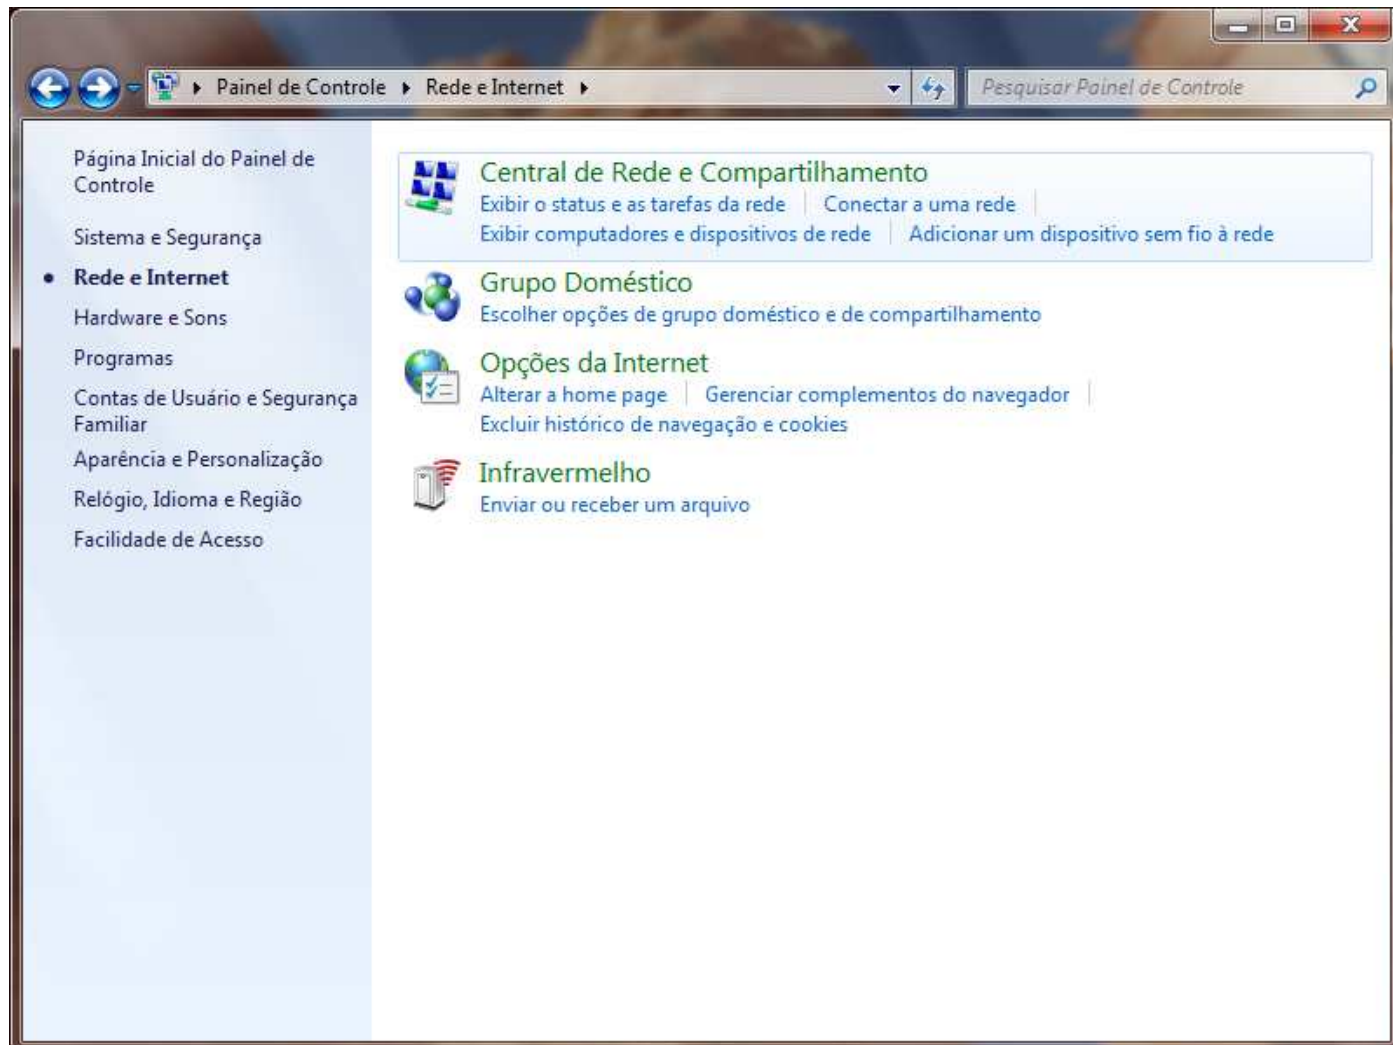 Painel de Controle Rede e Internet
Pesquisar Painel de Controle
Página Inicial do Painel de
Controle
Sistema e Segurança
Rede e Internet
Hardware e Sons
Programas
Contas de Usuário e Segurança
Familiar
Aparência e Personalização
Relógio, Idioma e Região
Facilidade de Acesso
Central de Rede e Compartilhamento
Exibir o status e as tarefas da rede Conectar a uma rede
Exibir computadores e dispositivos de rede Adicionar um dispositivo sem fio à rede
Grupo Doméstico
Escolher opções de grupo doméstico e de compartilhamento
Opções da Internet
Alterar a home page Gerenciar complementos do navegador
Excluir histórico de navegação e cookies
Infravermelho
Enviar ou receber um arquivo